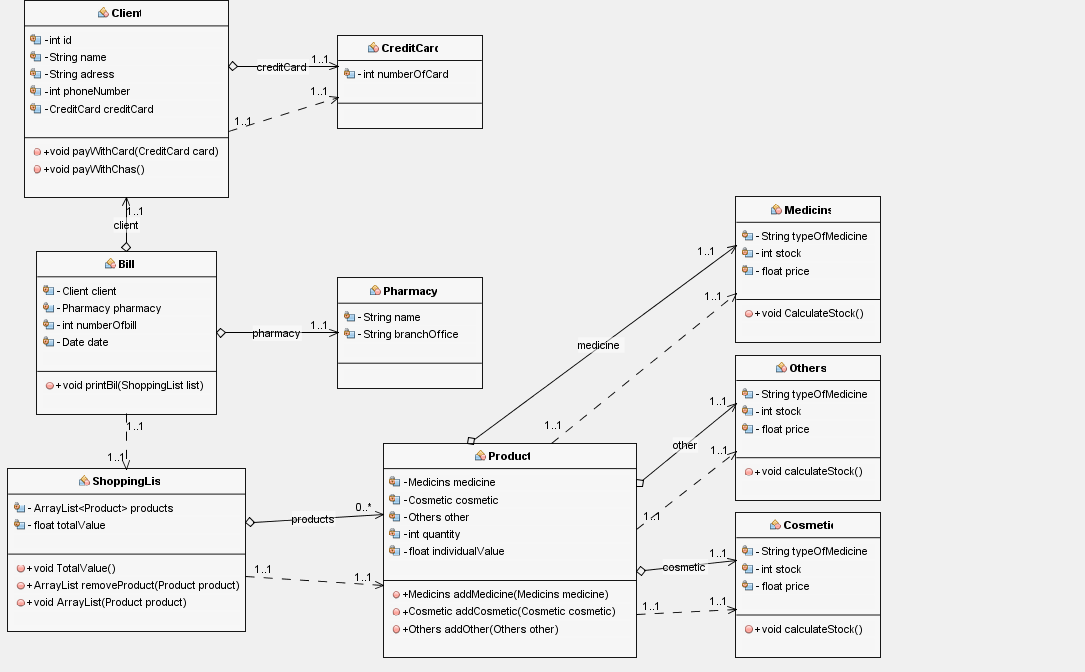 Client
-int id
-String name
-String adress
-int phoneNumber
-CreditCard creditCard
+void payWithCard(CreditCard card)
+void payWithChas()
creditCard
1..1
1..1
1..1
CreditCard
- int numberOfCard
1..1
client
Bill
- Client client
- Pharmacy pharmacy
- int numberOfbill
- Date date
+void printBil(ShoppingList list)
pharmacy
1..1
Pharmacy
- String name
- String branchOffice
1..1
1..1
ShoppingLis
- ArrayList<Product> products
- float totalValue
+void TotalValue()
+ArrayList removeProduct(Product product)
+void ArrayList(Product product)
products
0..*
1..1
1..1
Product
-Medicins medicine
-Cosmetic cosmetic
-Others other
-int quantity
-float individualValue
+Medicins addMedicine(Medicins medicine)
+Cosmetic addCosmetic(Cosmetic cosmetic)
+Others addOther(Others other)
medicine
1..1
1..1
1..1
Medicins
- String typeOfMedicine
- int stock
- float price
+void CalculateStock()
other
1..1
1..1
1..1
Others
- String typeOfMedicine
- int stock
- float price
+void calculateStock()
cosmetic
1..1
1..1
1..1
Cosmetic
- String typeOfMedicine
- int stock
- float price
+void calculateStock()